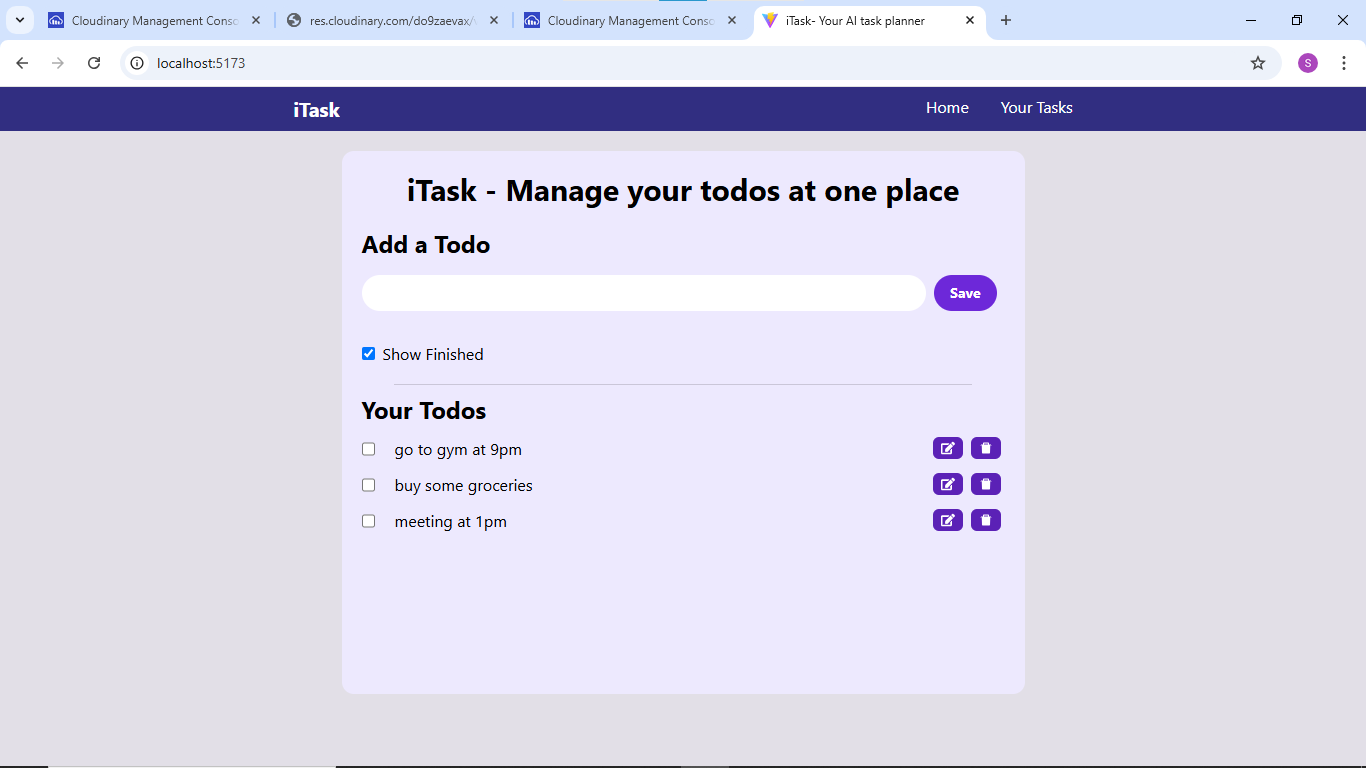 Cloudinary Management Conso
res.cloudinary.com/do9zaevax/
Cloudinary Management Conso
iTask- Your AI task planner
localhost:5173
S
iTask
Home
Your Tasks
iTask - Manage your todos at one place
Add a Todo
Save
Show Finished
Your Todos
go to gym at 9pm
buy some groceries
meeting at 1pm